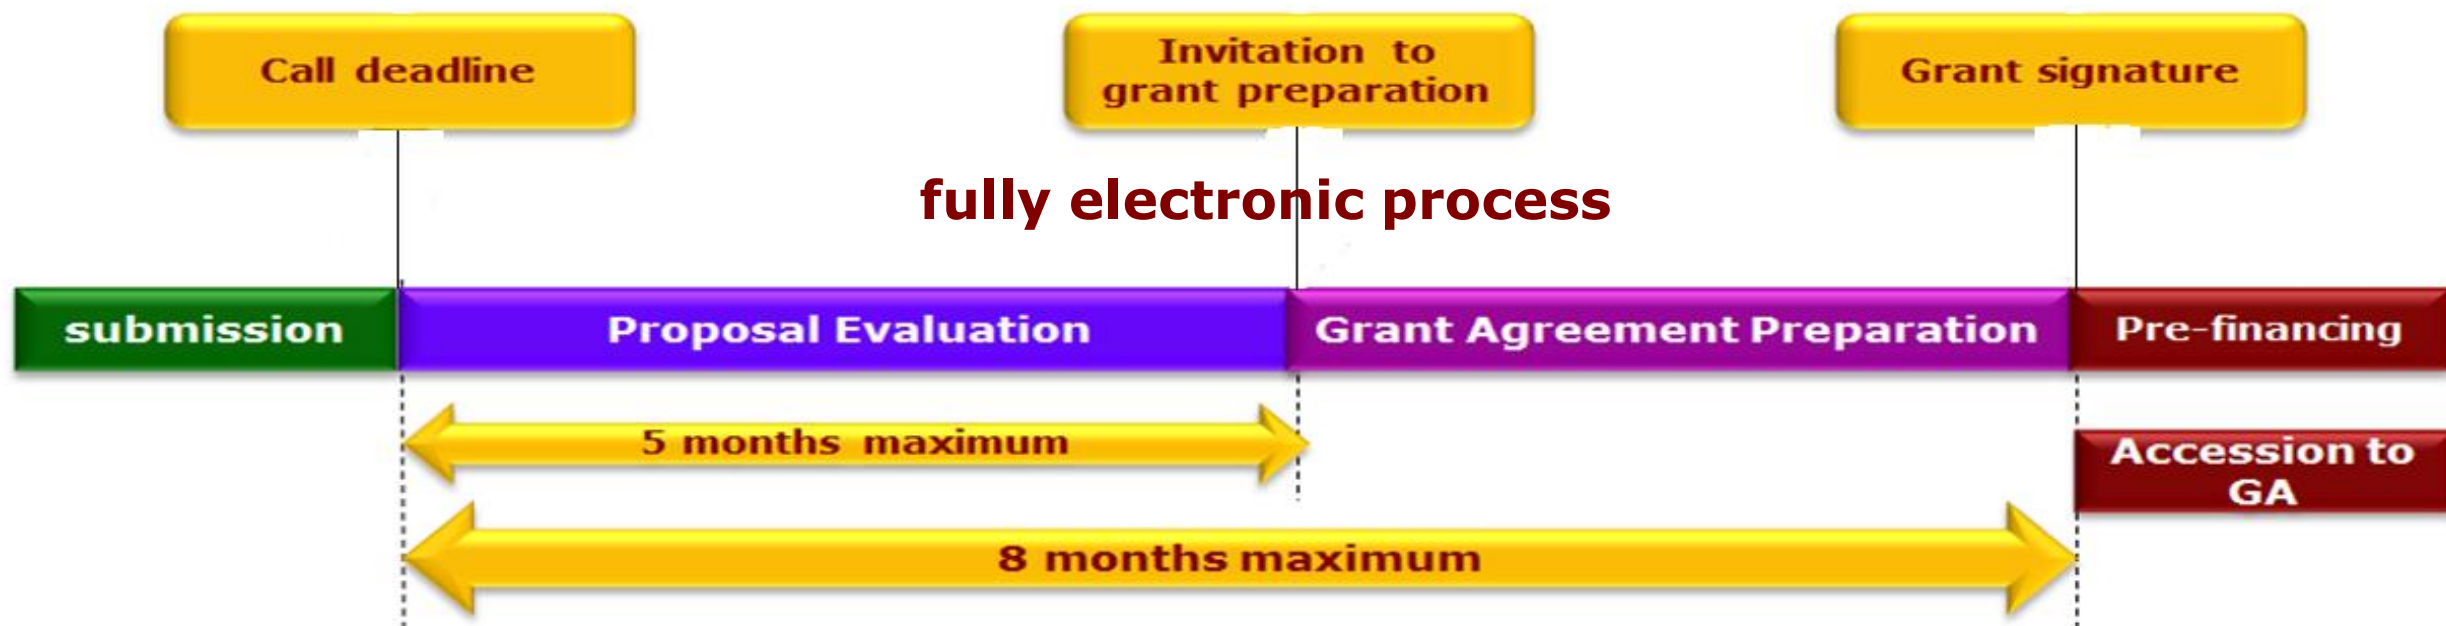 Call deadline
Invitation to
grant preparation
Grant signature
fully electronic process
submission
Proposal Evaluation
Grant Agreement Preparation
Pre-financing
5 months maximum
Accession to
GA
8 months maximum